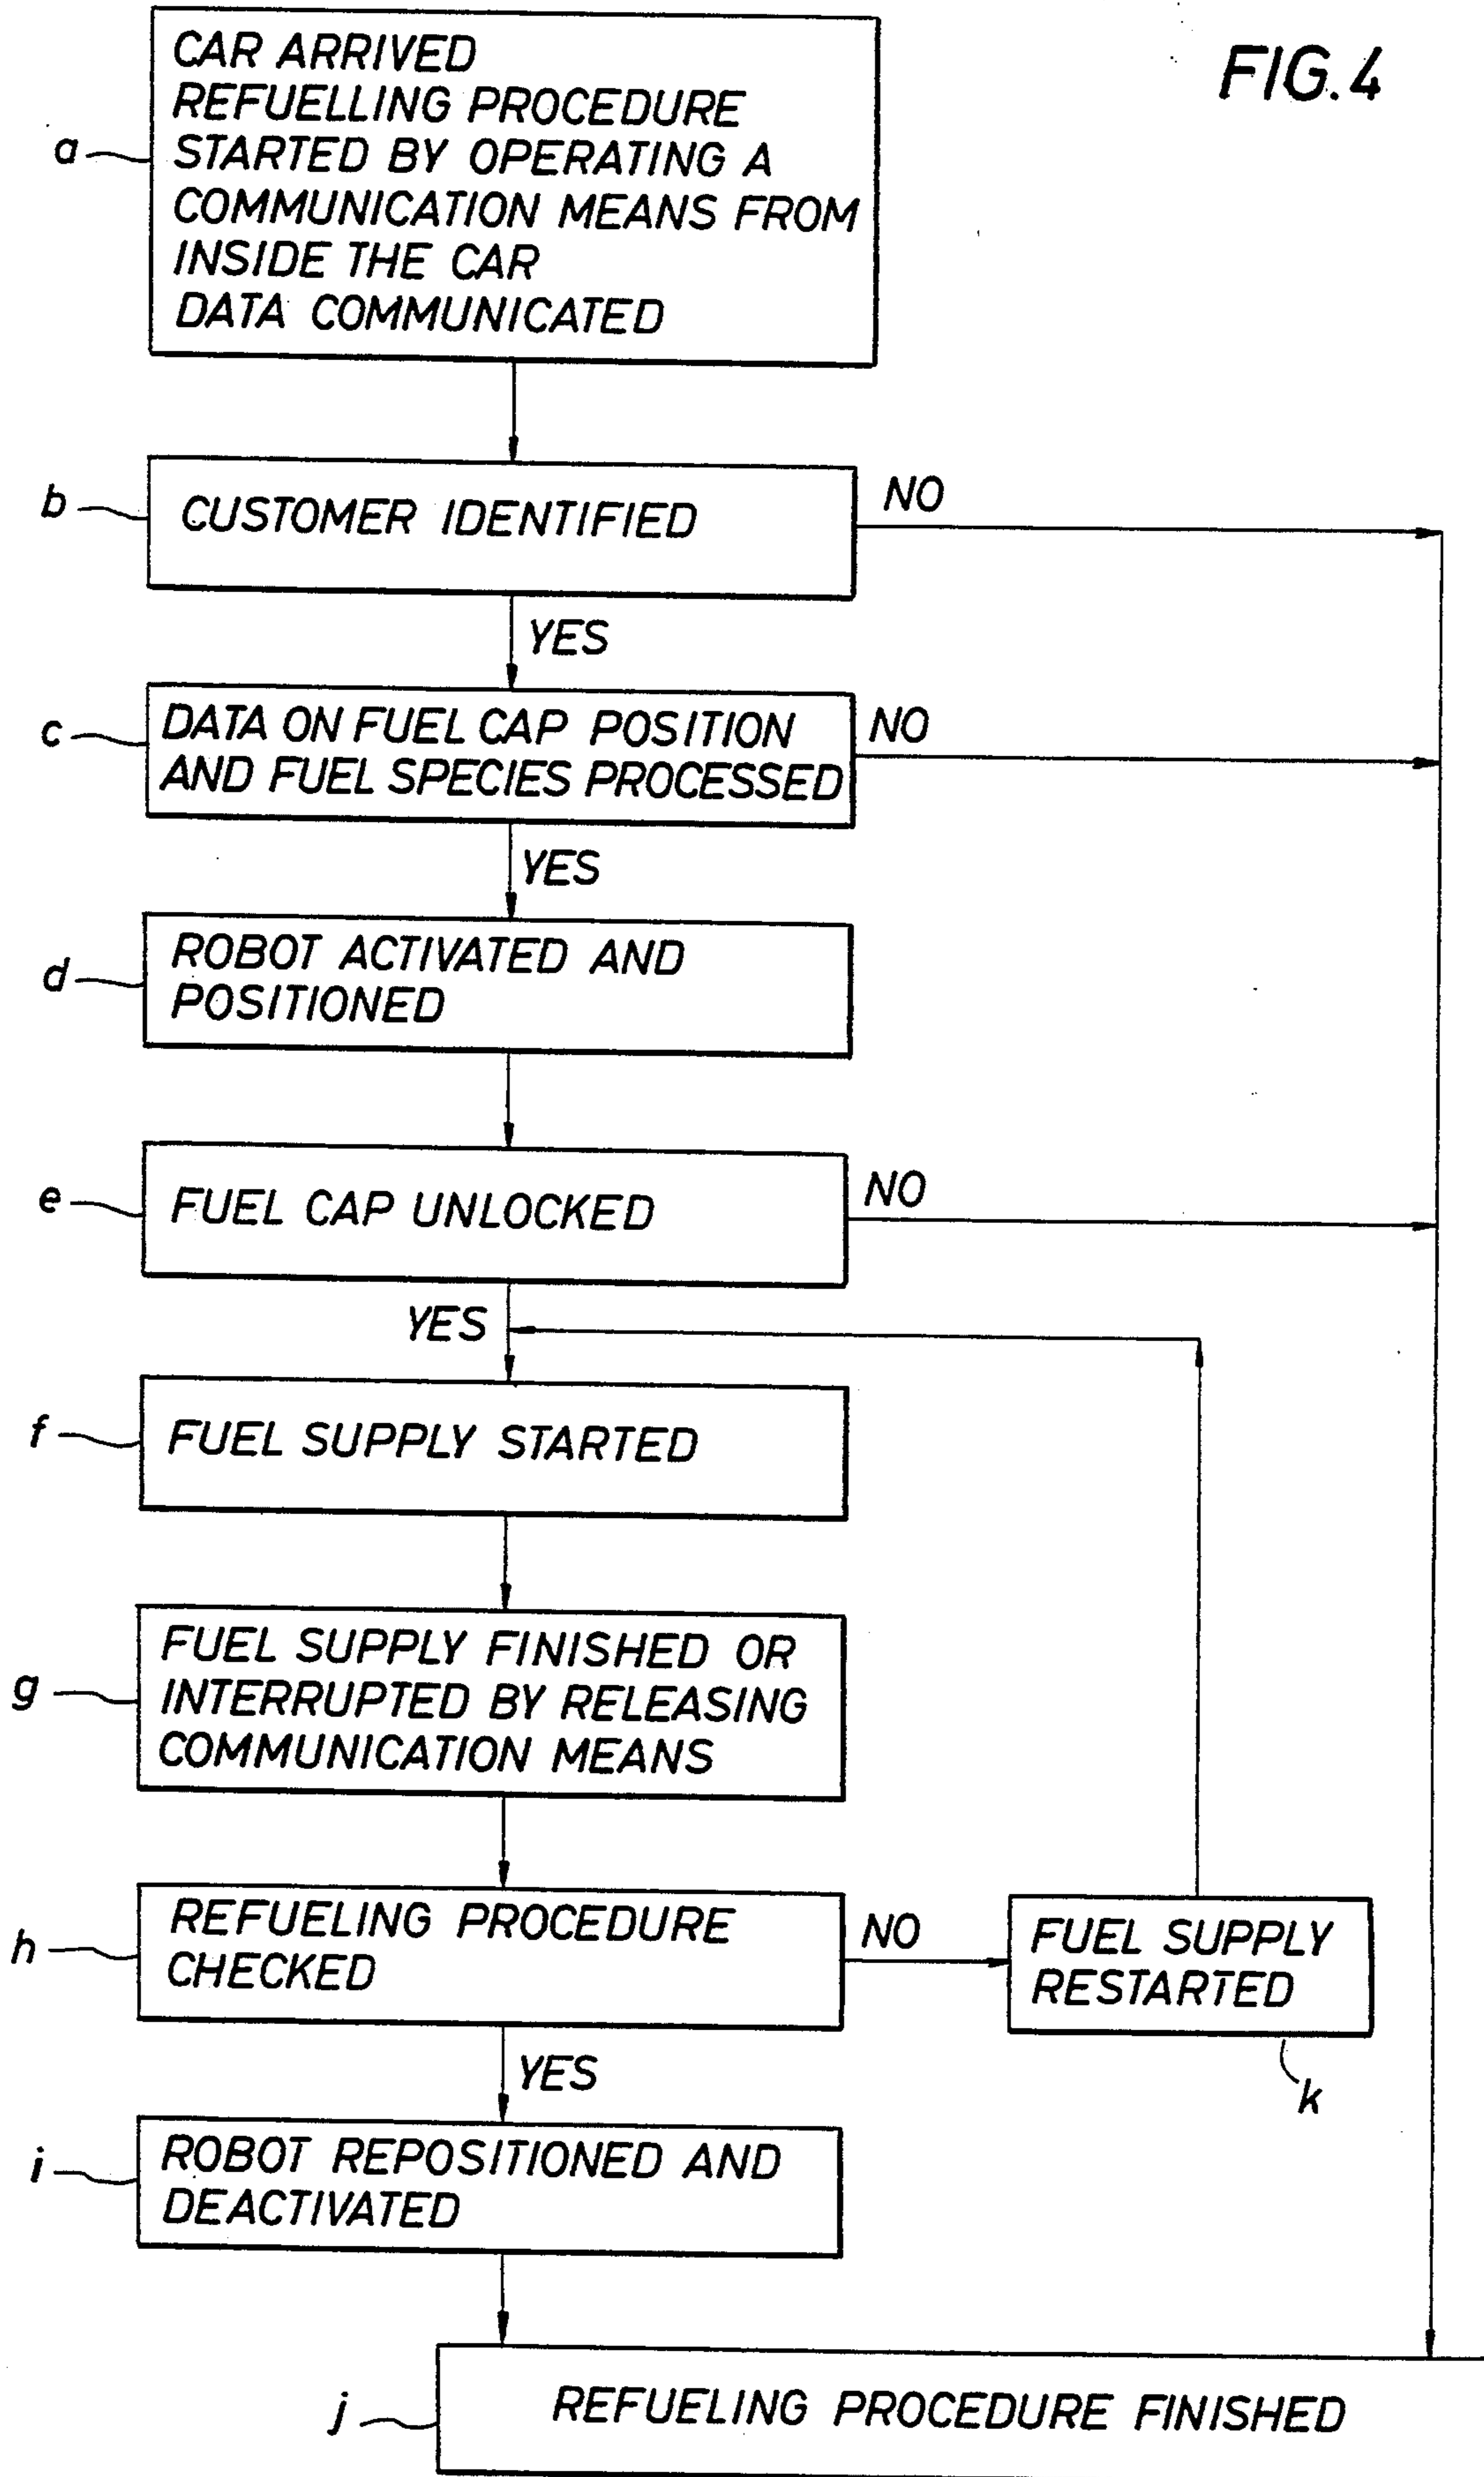 FIG. 4
a
CAR ARRIVED
REFUELLING PROCEDURE
STARTED BY OPERATING A
COMMUNICATION MEANS FROM
INSIDE THE CAR
DATA COMMUNICATED
b
CUSTOMER IDENTIFIED
NO
YES
c
DATA ON FUEL CAP POSITION
AND FUEL SPECIES PROCESSED
NO
YES
d
ROBOT ACTIVATED AND
POSITIONED
e
FUEL CAP UNLOCKED
NO
YES
f
FUEL SUPPLY STARTED
g
FUEL SUPPLY FINISHED OR
INTERRUPTED BY RELEASING
COMMUNICATION MEANS
h
REFUELING PROCEDURE
CHECKED
NO
FUEL SUPPLY
RESTARTED
k
YES
i
ROBOT REPOSITIONED AND
DEACTIVATED
j
REFUELING PROCEDURE FINISHED